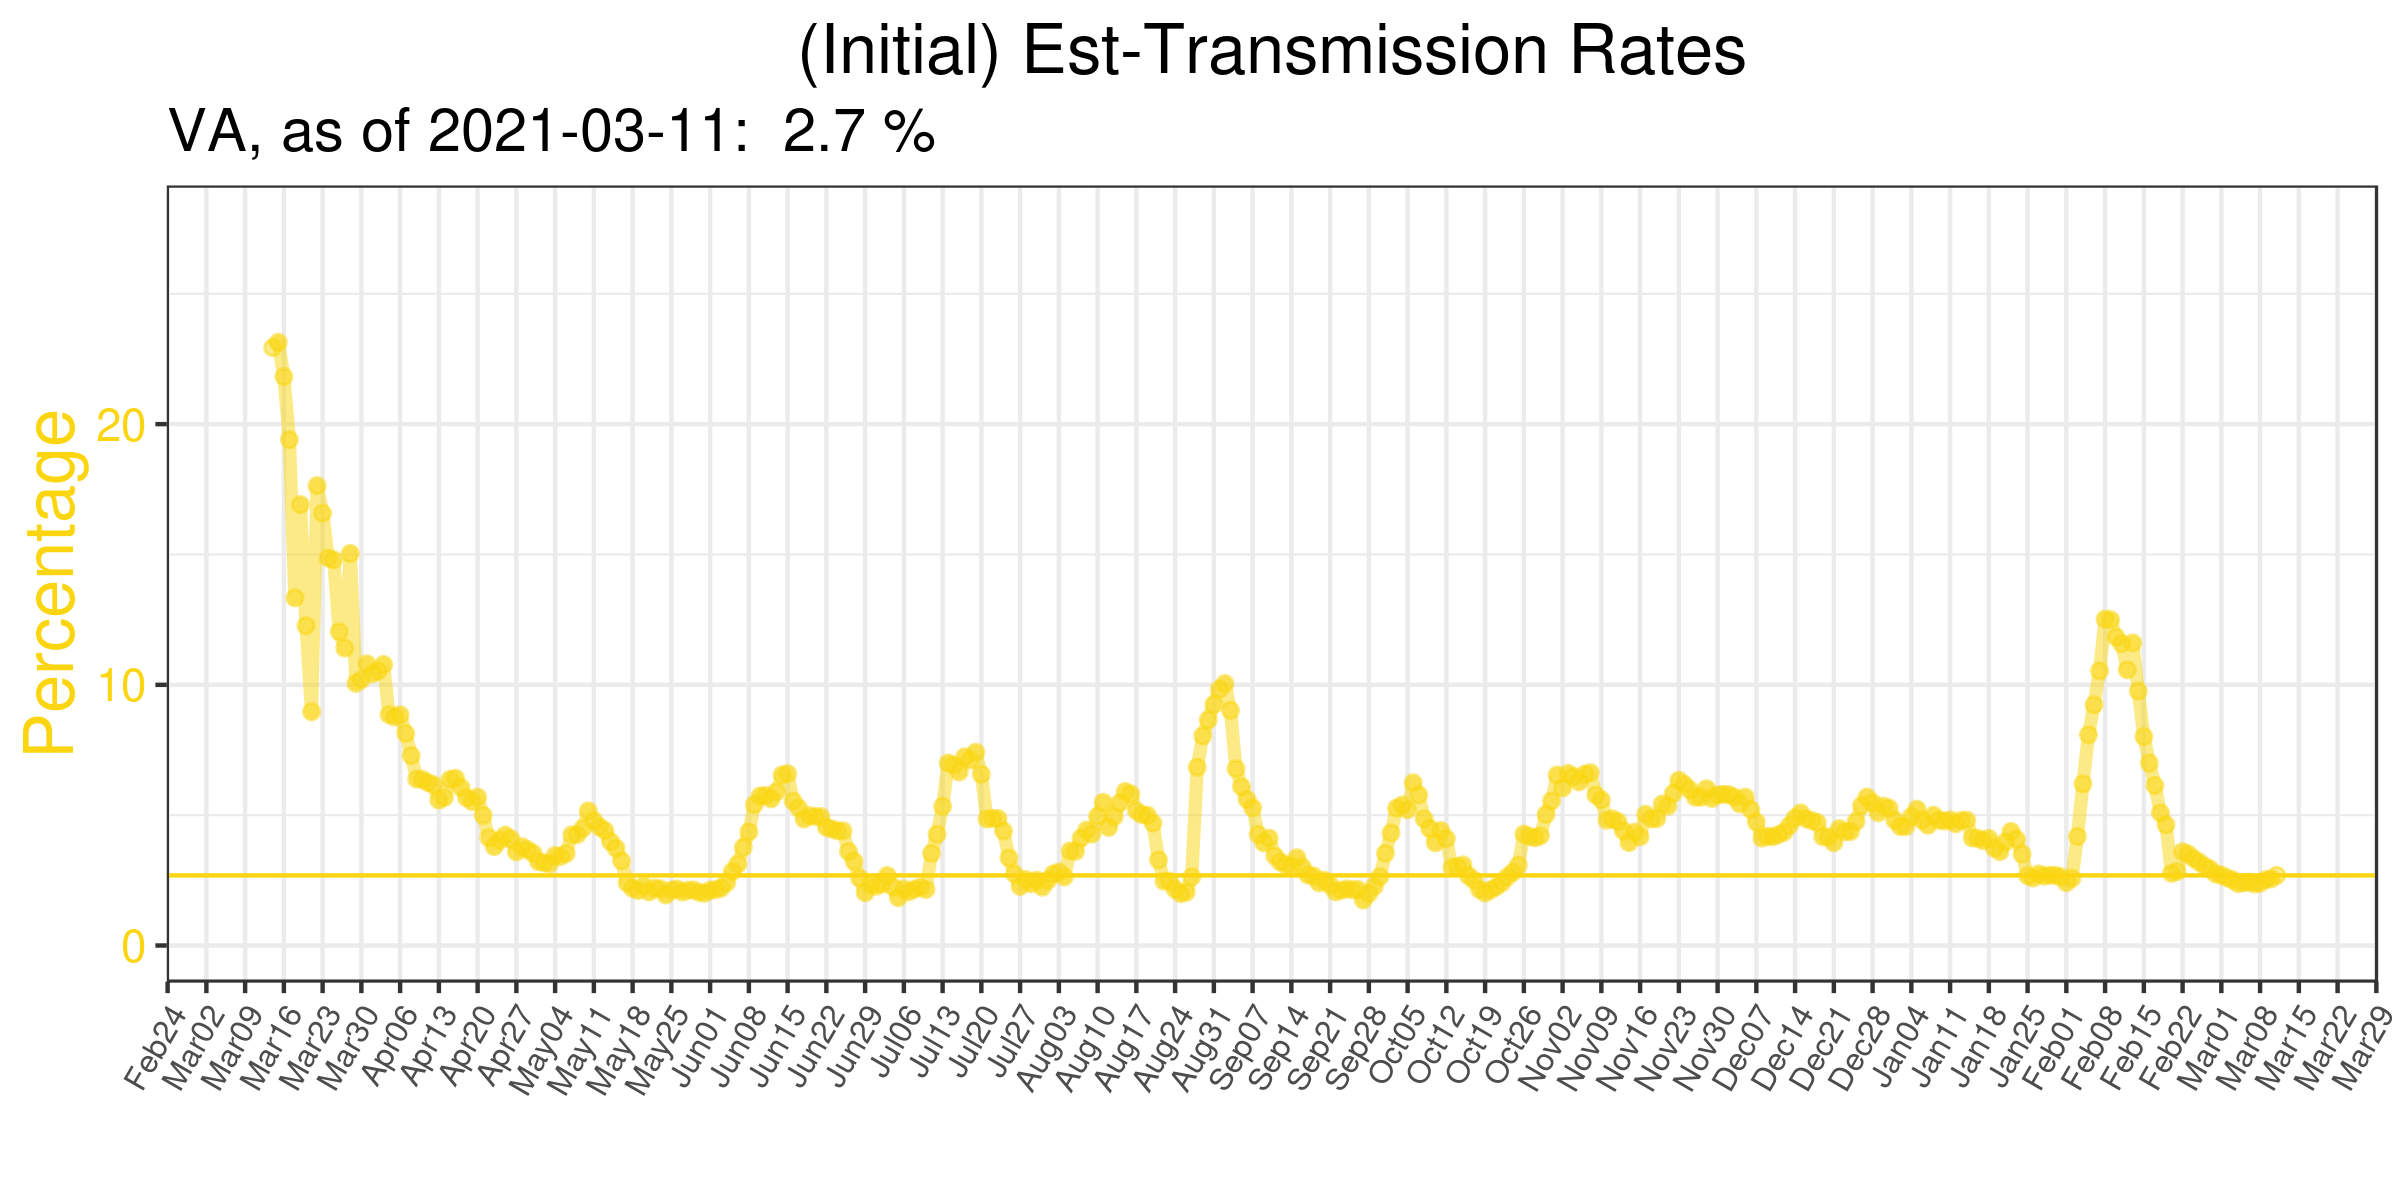 (Initial) Est-Transmission Rates
VA, as of 2021-03-11:  2.7 %
Percentage
20
10
0
Feb24 Mar02 Mar09 Mar16 Mar23 Mar30 Apr06 Apr13 Apr20 Apr27 May04 May11 May18 May25 Jun01 Jun08 Jun15 Jun22 Jun29 Jul06 Jul13 Jul20 Jul27 Aug03 Aug10 Aug17 Aug24 Aug31 Sep07 Sep14 Sep21 Sep28 Oct05 Oct12 Oct19 Oct26 Nov02 Nov09 Nov16 Nov23 Nov30 Dec07 Dec14 Dec21 Dec28 Jan04 Jan11 Jan18 Jan25 Feb01 Feb08 Feb15 Feb22 Mar01 Mar08 Mar15 Mar22 Mar29